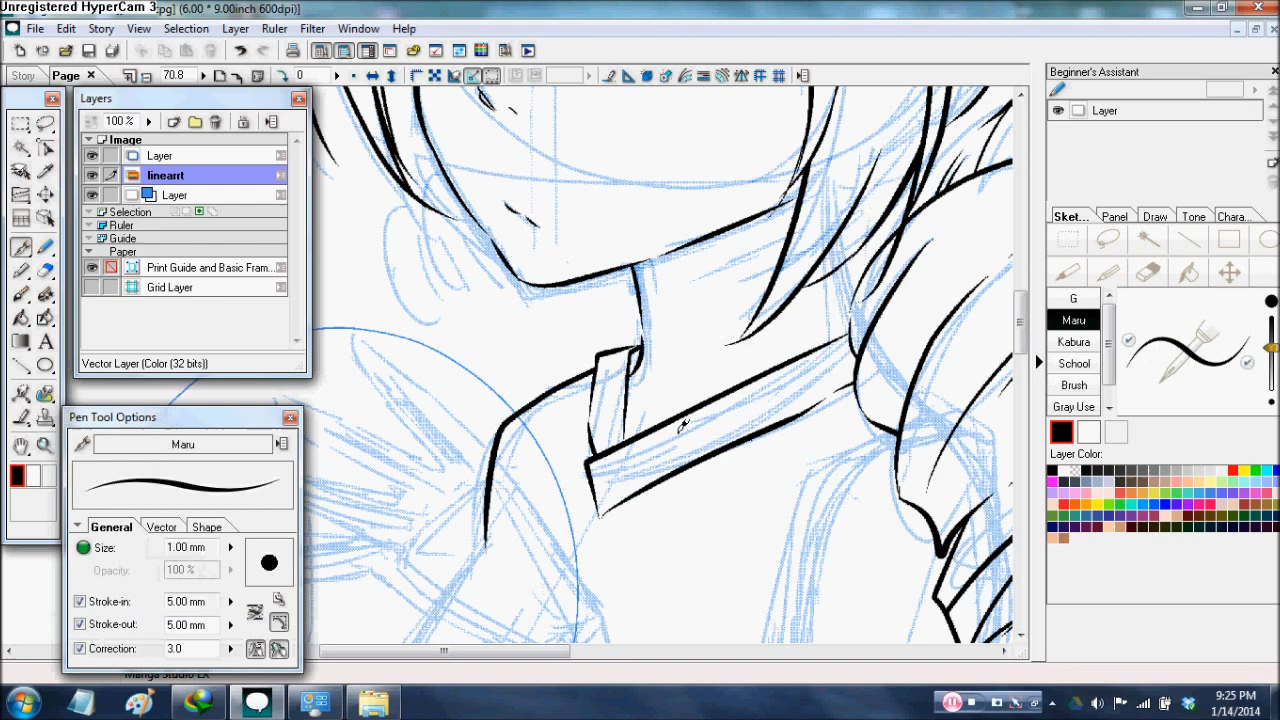 Unregistered HyperCam 3
pg] (6.00 * 9.00inch 600dpi)]
File Edit Story View Selection Layer Ruler Filter Window Help
Story Page 70.8 0
Layers
100 %
Image
Layer
linearrt
Layer
Selection
Ruler
Guide
Paper
Print Guide and Basic Fram...
Grid Layer
Vector Layer (Color (32 bits))
Pen Tool Options
Maru
General Vector Shape
Size: 1.00 mm
Opacity: 100 %
Stroke-in: 5.00 mm
Stroke-out: 5.00 mm
Correction: 3.0
Beginner's Assistant
Layer
Sket... Panel Draw Tone Chara...
G
Maru
Kabura
School
Brush
Gray Use
Layer Color:
9:25 PM
1/14/2014